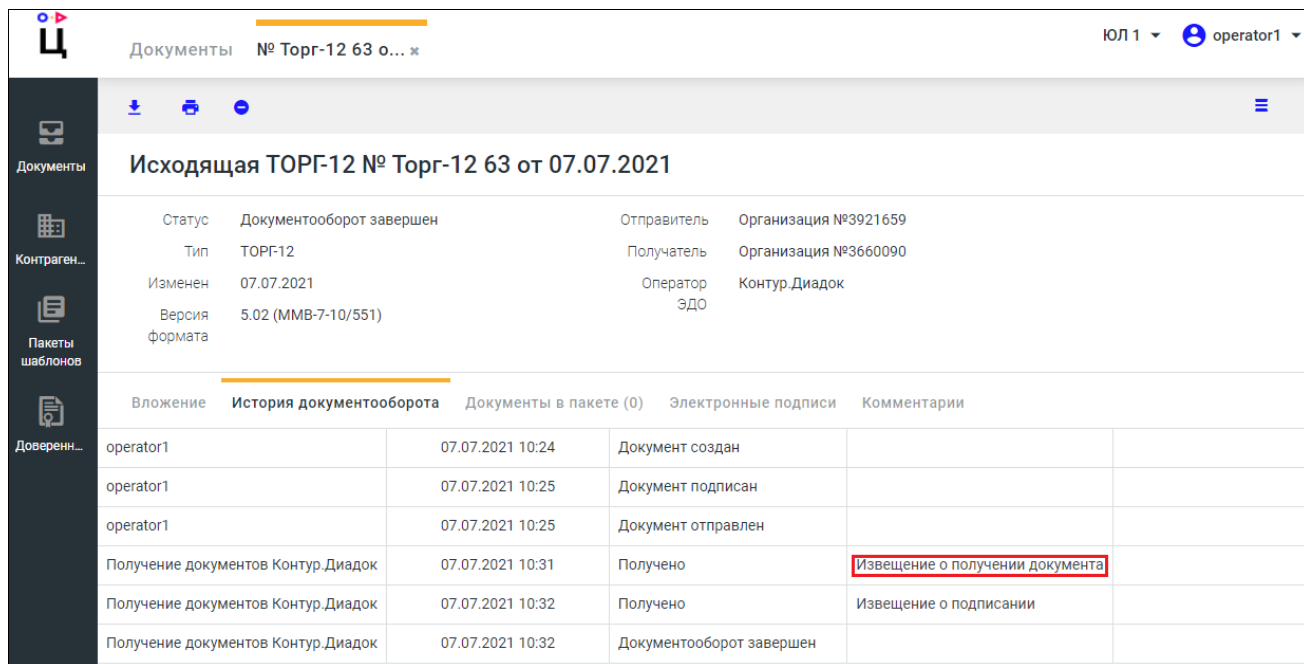 Ц
Документы № Торг-12 63 о... ×
ЮЛ 1 operator1
Документы
Контраген...
Пакеты
шаблонов
Доверенн...
Исходящая ТОРГ-12 № Торг-12 63 от 07.07.2021
Статус Документооборот завершен
Тип ТОРГ-12
Изменен 07.07.2021
Версия
формата 5.02 (ММВ-7-10/551)
Отправитель Организация №3921659
Получатель Организация №3660090
Оператор
ЭДО Контур.Диадок
Вложение История документооборота Документы в пакете (0) Электронные подписи Комментарии
operator1 07.07.2021 10:24 Документ создан
operator1 07.07.2021 10:25 Документ подписан
operator1 07.07.2021 10:25 Документ отправлен
Получение документов Контур.Диадок 07.07.2021 10:31 Получено Извещение о получении документа
Получение документов Контур.Диадок 07.07.2021 10:32 Получено Извещение о подписании
Получение документов Контур.Диадок 07.07.2021 10:32 Документооборот завершен